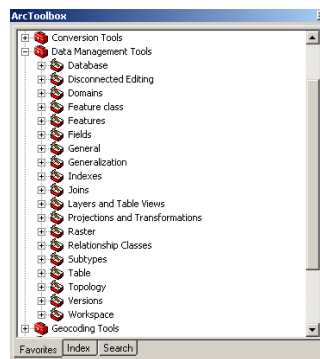 ArcToolbox
Conversion Tools
Data Management Tools
Database
Disconnected Editing
Domains
Feature class
Features
Fields
General
Generalization
Indexes
Joins
Layers and Table Views
Projections and Transformations
Raster
Relationship Classes
Subtypes
Table
Topology
Versions
Workspace
Geocoding Tools
Favorites Index Search